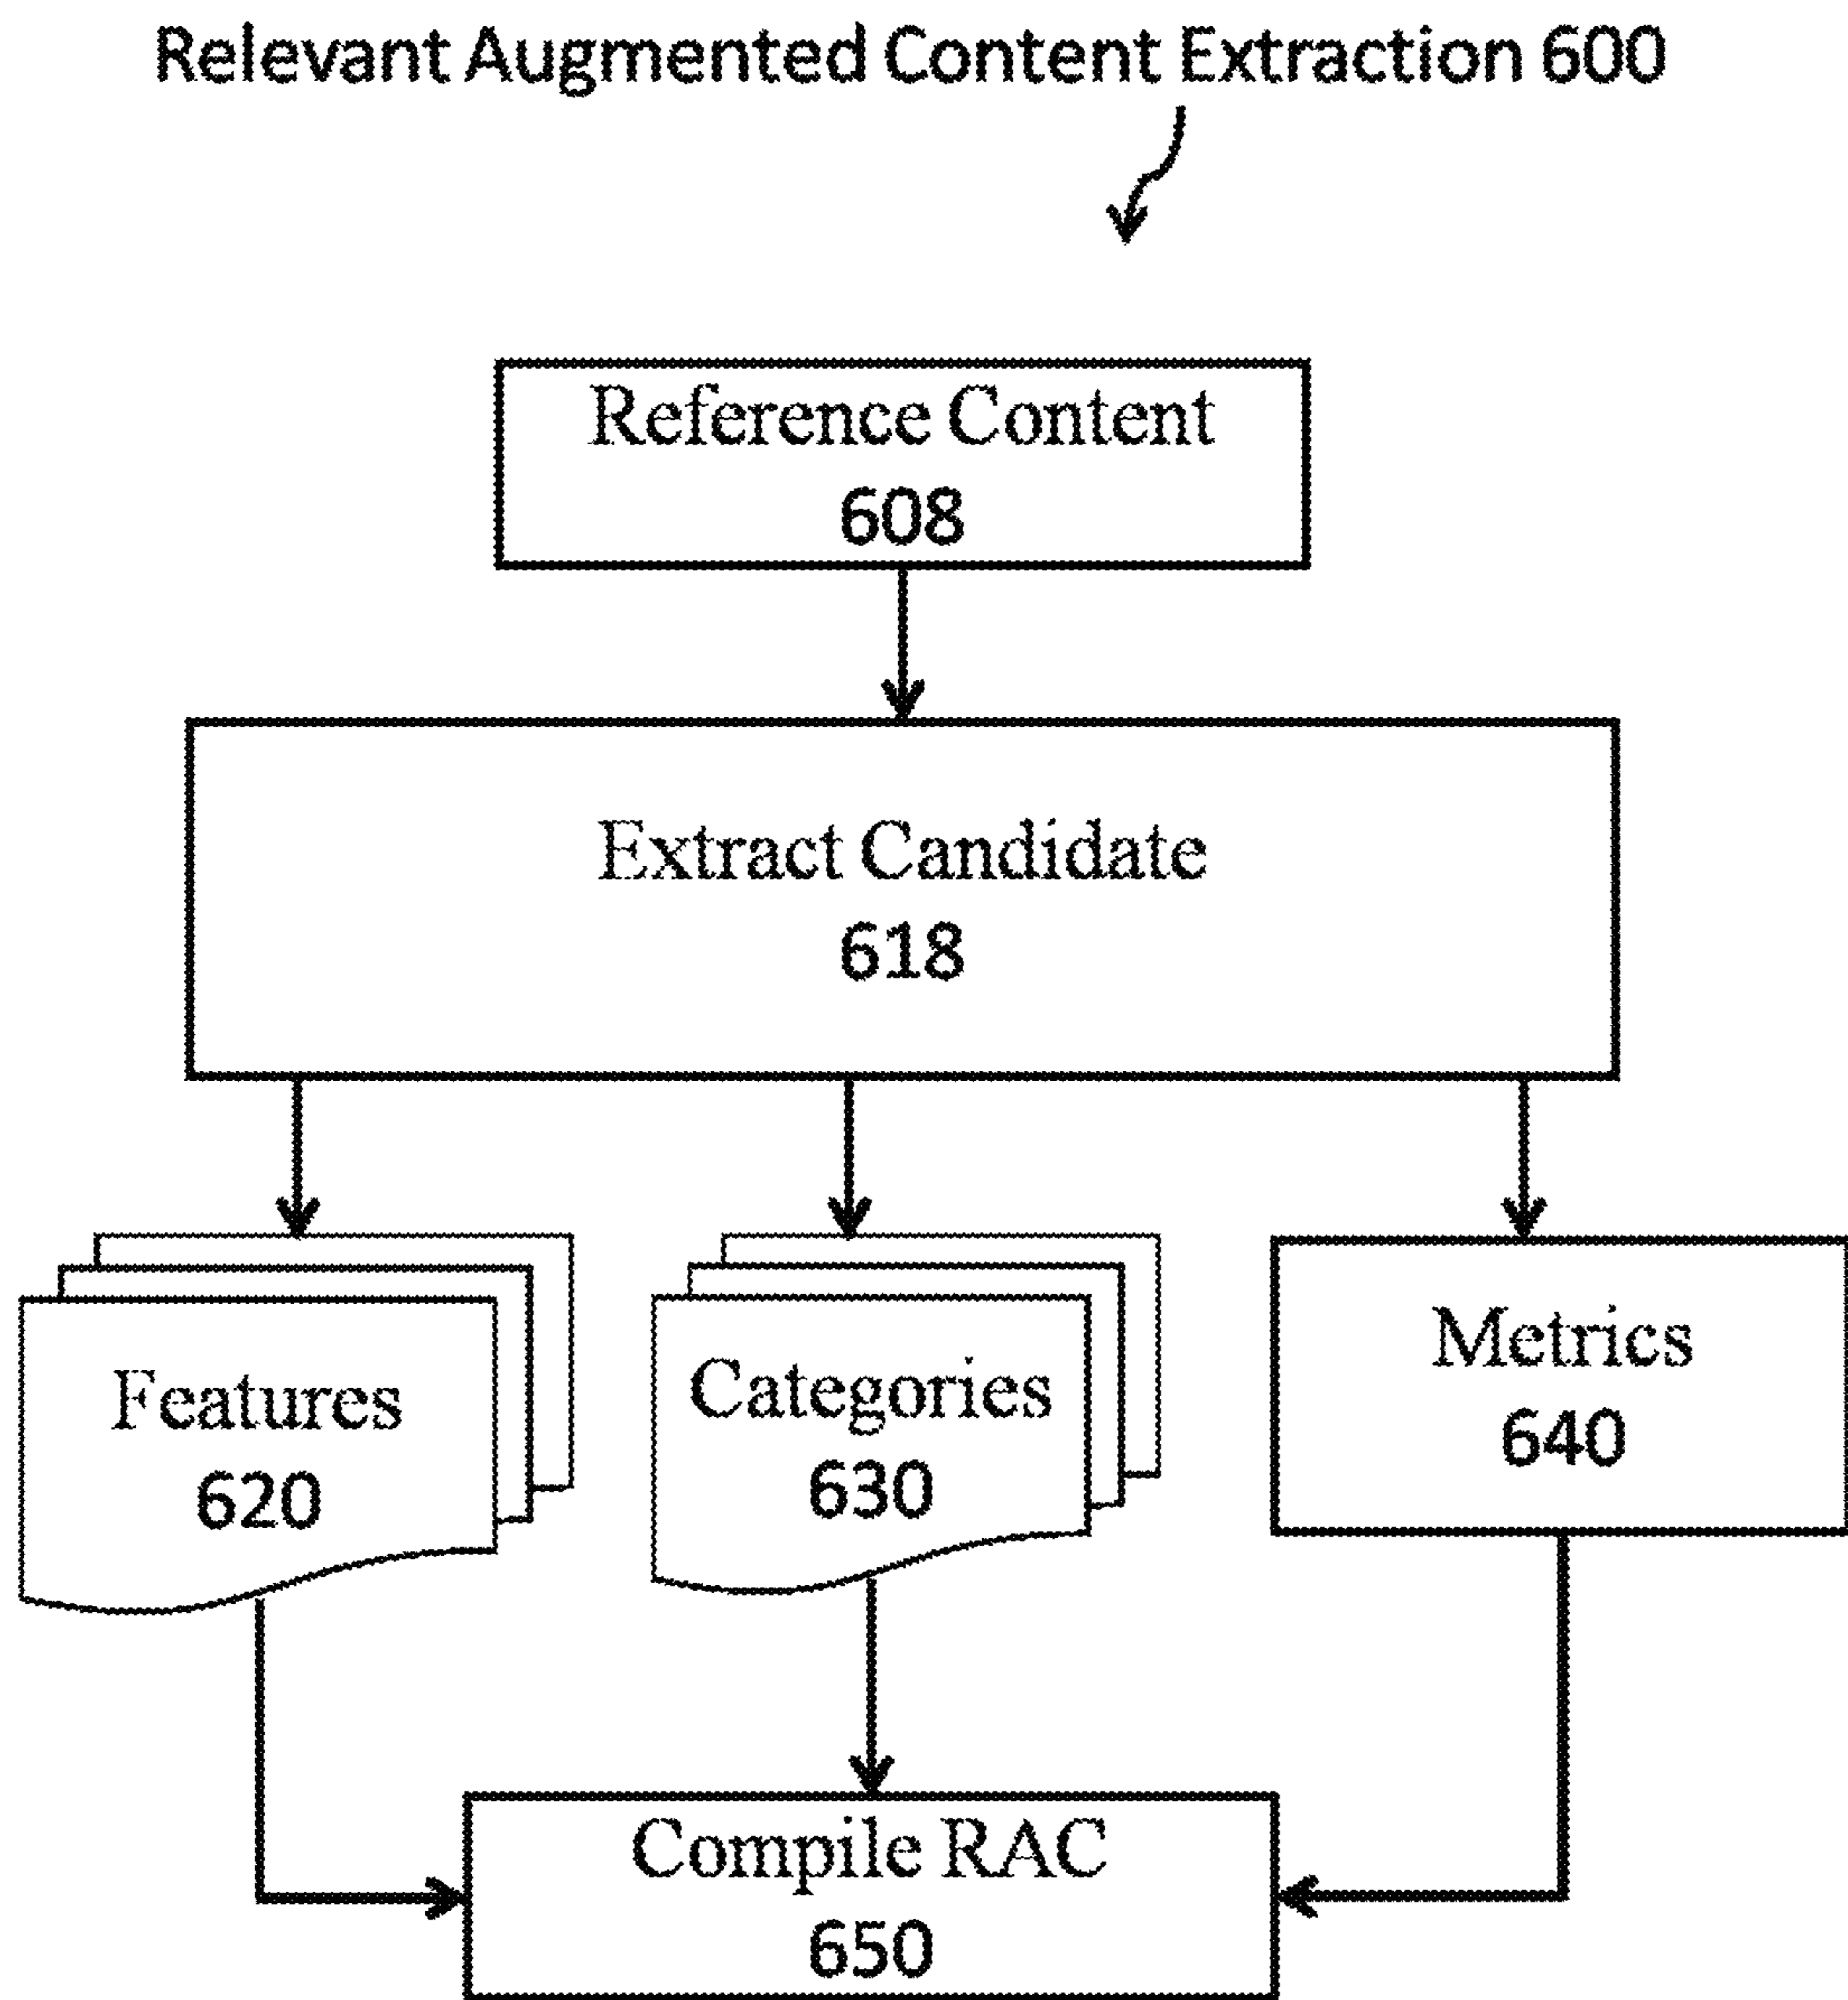 Relevant Augmented Content Extraction 600
Reference Content
608
Extract Candidate
618
Features
620
Categories
630
Metrics
640
Compile RAC
650